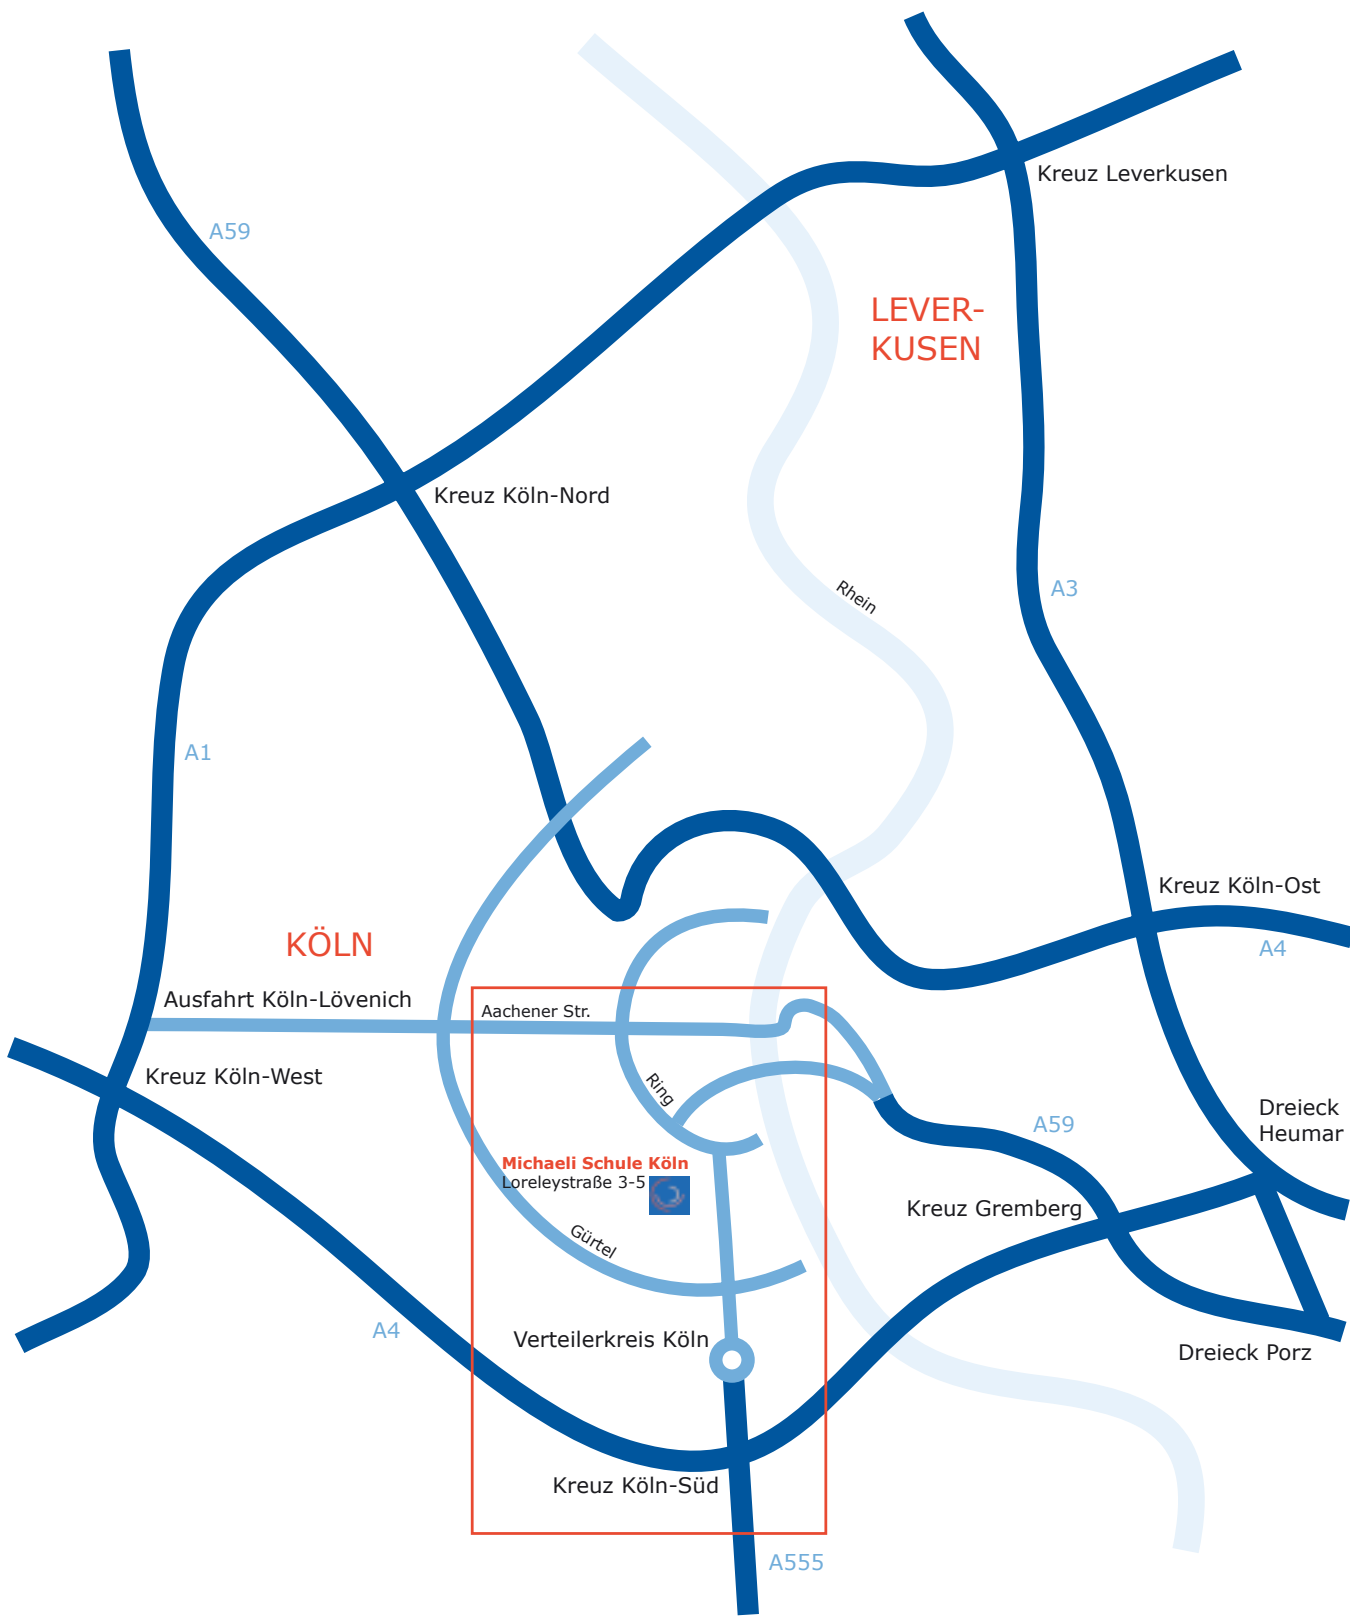 Kreuz Leverkusen
A59
LEVER-
KUSEN
Kreuz Köln-Nord
Rhein
A3
A1
Kreuz Köln-Ost
A4
KÖLN
Ausfahrt Köln-Lövenich
Aachener Str.
Kreuz Köln-West
Ring
Dreieck
Heumar
A59
Michaeli Schule Köln
Loreleystraße 3-5
Kreuz Gremberg
Gürtel
A4
Verteilerkreis Köln
Dreieck Porz
Kreuz Köln-Süd
A555